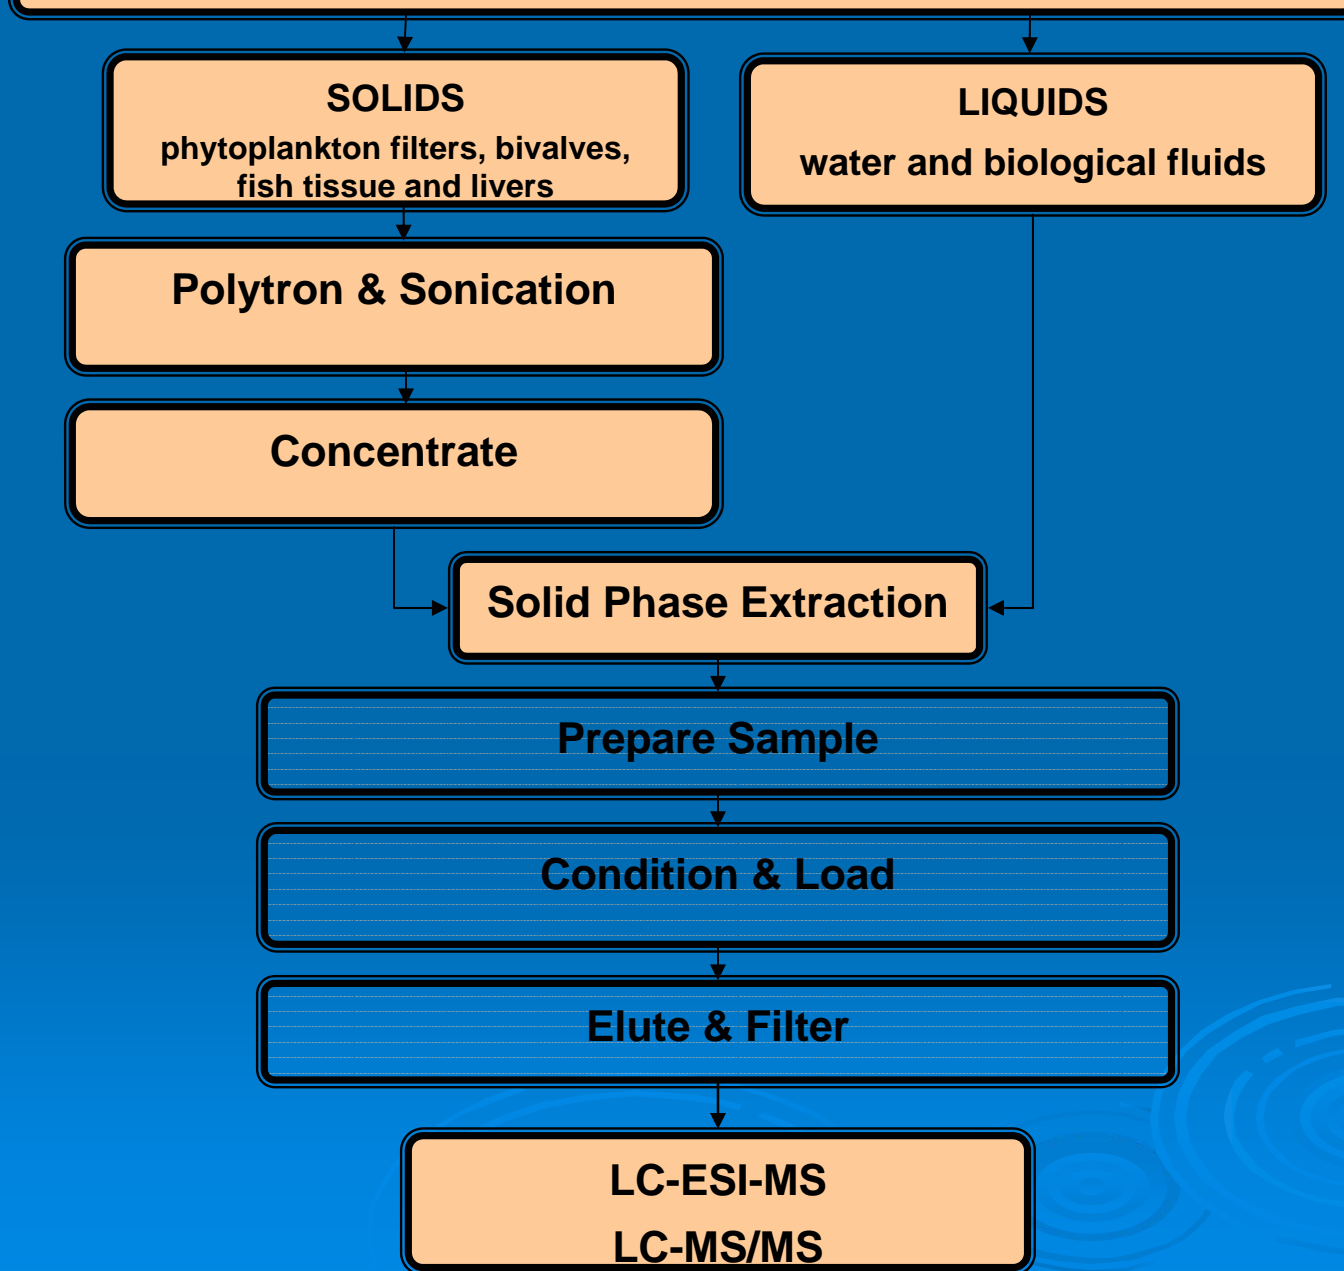 SOLIDS
phytoplankton filters, bivalves,
fish tissue and livers
LIQUIDS
water and biological fluids
Polytron & Sonication
Concentrate
Solid Phase Extraction
Prepare Sample
Condition & Load
Elute & Filter
LC-ESI-MS
LC-MS/MS